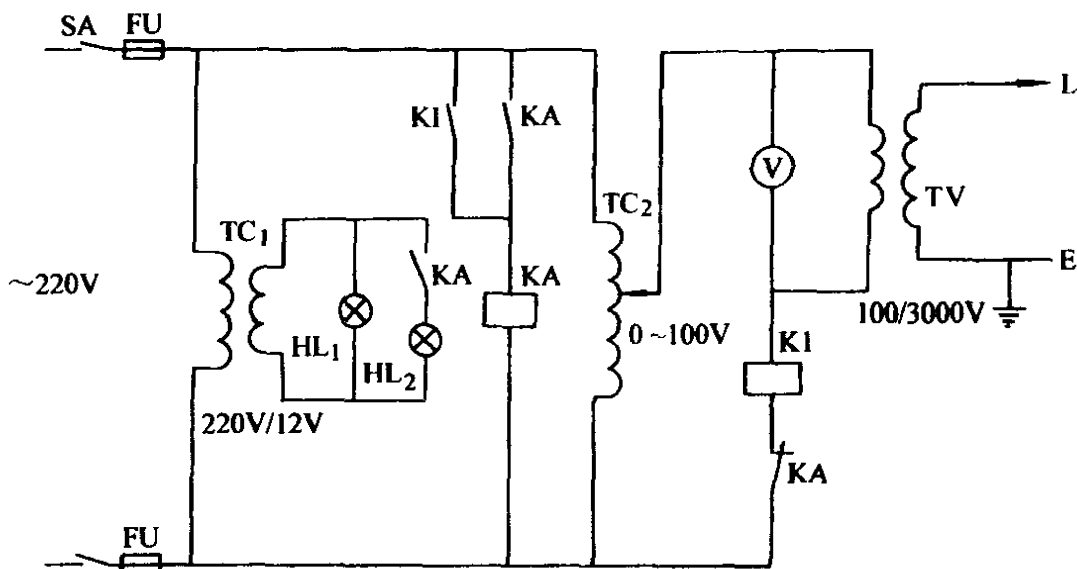 SA FU
L
K1 KA
V
TC₂ TV
TC₁
KA KA E
~220V
0~100V 100/3000V
HL₁ K1
HL₂
220V/12V
KA
FU